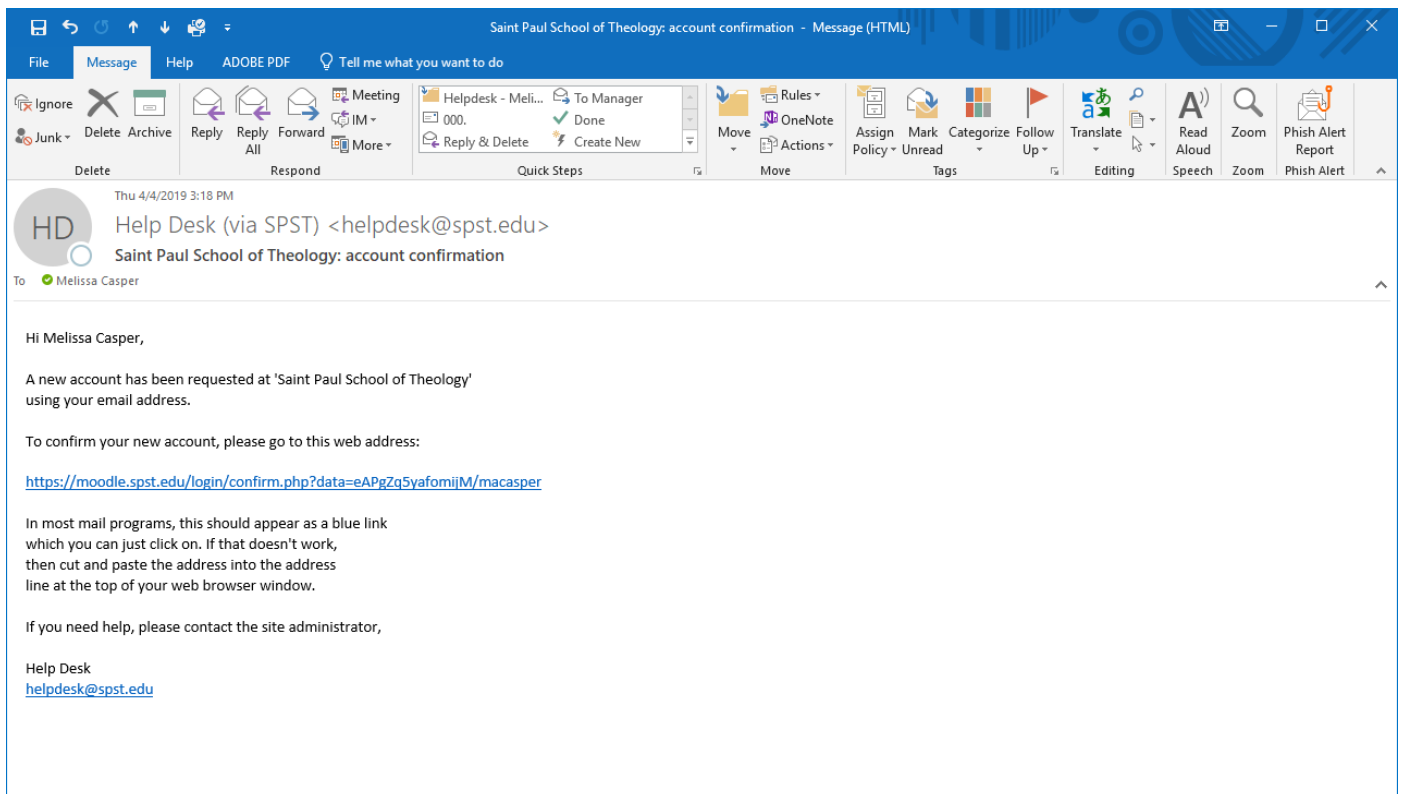 Saint Paul School of Theology: account confirmation - Message (HTML)
File Message Help ADOBE PDF Tell me what you want to do
Ignore
Junk
Delete
Archive
Reply
Reply All
Forward
Meeting
IM
More
Helpdesk - Meli...
000.
Reply & Delete
To Manager
Done
Create New
Move
Rules
OneNote
Actions
Assign Policy
Mark Unread
Categorize
Follow Up
Translate
Read Aloud
Zoom
Phish Alert Report
Delete Respond Quick Steps Move Tags Editing Speech Zoom Phish Alert
Thu 4/4/2019 3:18 PM
HD
Help Desk (via SPST) <helpdesk@spst.edu>
Saint Paul School of Theology: account confirmation
To Melissa Casper
Hi Melissa Casper,
A new account has been requested at 'Saint Paul School of Theology'
using your email address.
To confirm your new account, please go to this web address:
https://moodle.spst.edu/login/confirm.php?data=eAPgZq5yafomijM/macasper
In most mail programs, this should appear as a blue link
which you can just click on. If that doesn't work,
then cut and paste the address into the address
line at the top of your web browser window.
If you need help, please contact the site administrator,
Help Desk
helpdesk@spst.edu